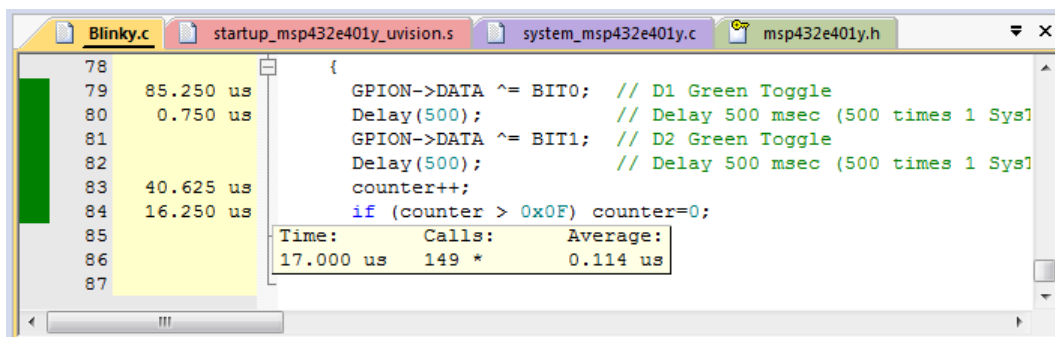 Blinky.c startup_msp432e401y_uvision.s system_msp432e401y.c msp432e401y.h
78 {
79 85.250 us GPION->DATA ^= BIT0; // D1 Green Toggle
80 0.750 us Delay(500); // Delay 500 msec (500 times 1 SysT
81 GPION->DATA ^= BIT1; // D2 Green Toggle
82 Delay(500); // Delay 500 msec (500 times 1 SysT
83 40.625 us counter++;
84 16.250 us if (counter > 0x0F) counter=0;
85 Time: Calls: Average:
86 17.000 us 149 * 0.114 us
87